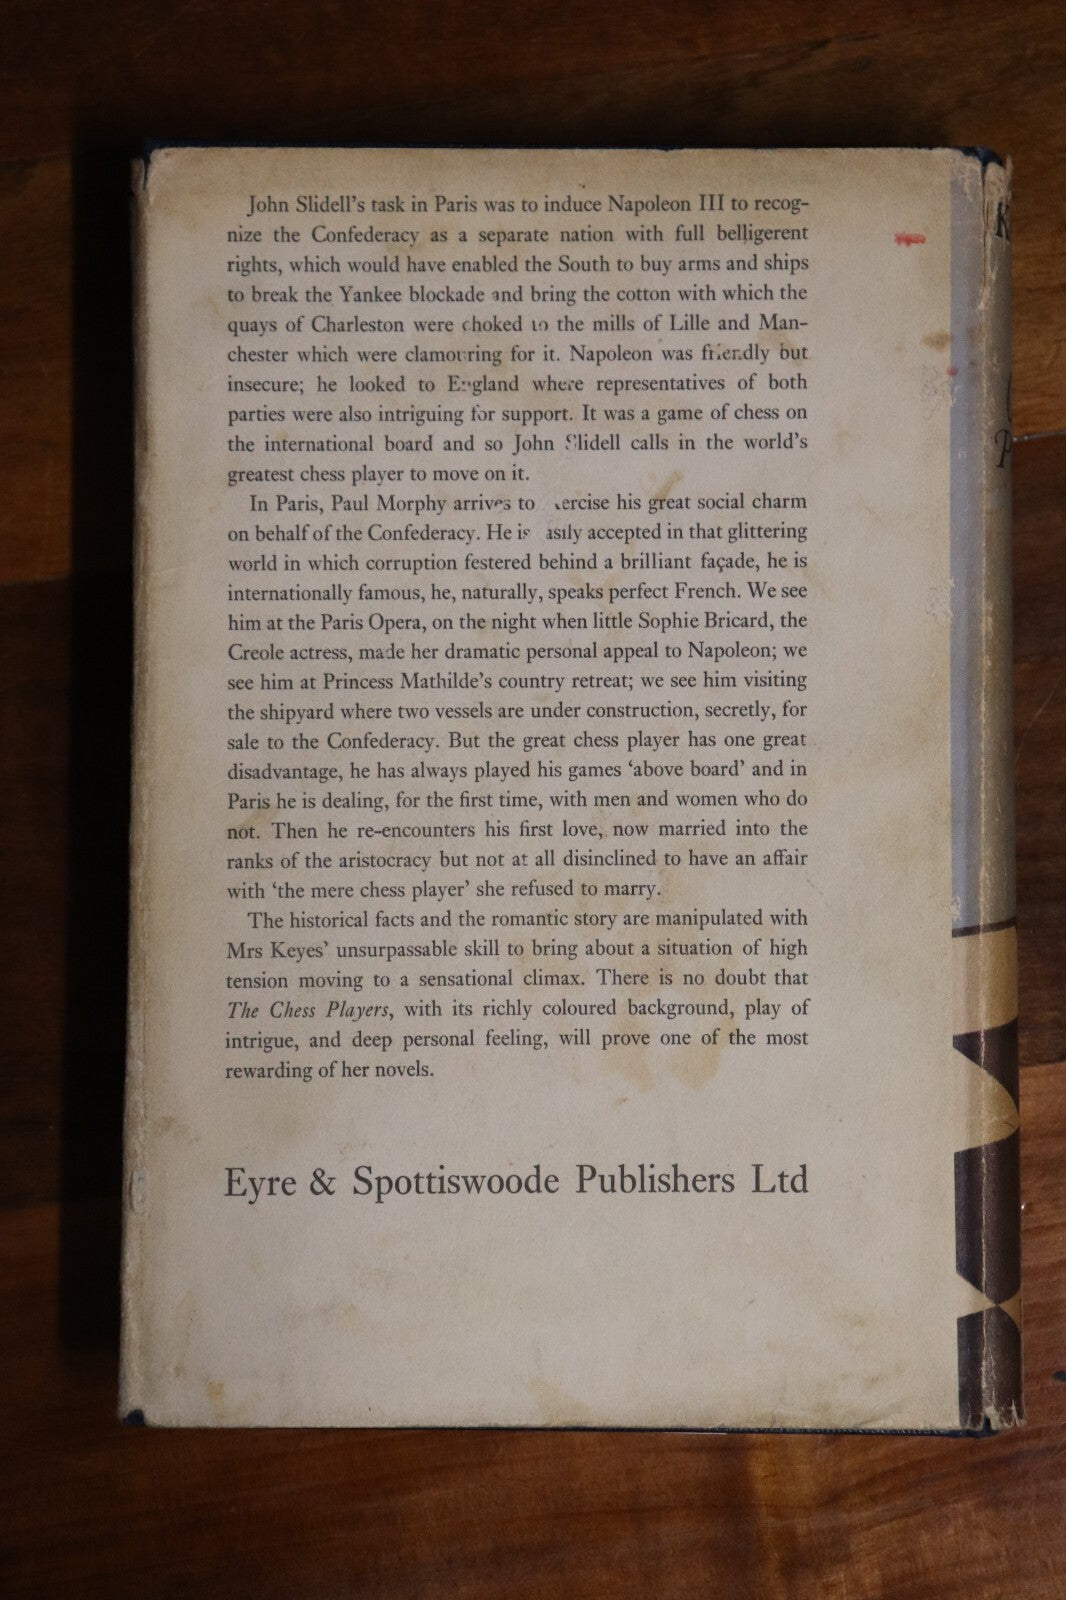 John Slidell's task in Paris was to induce Napoleon III to recog-
nize the Confederacy as a separate nation with full belligerent
rights, which would have enabled the South to buy arms and ships
to break the Yankee blockade and bring the cotton with which the
quays of Charleston were choked to the mills of Lille and Man-
chester which were clamouring for it. Napoleon was friendly but
insecure; he looked to England where representatives of both
parties were also intriguing for support. It was a game of chess on
the international board and so John Slidell calls in the world's
greatest chess player to move on it.
In Paris, Paul Morphy arrives to xercise his great social charm
on behalf of the Confederacy. He is asily accepted in that glittering
world in which corruption festered behind a brilliant façade, he is
internationally famous, he, naturally, speaks perfect French. We see
him at the Paris Opera, on the night when little Sophie Bricard, the
Creole actress, made her dramatic personal appeal to Napoleon; we
see him at Princess Mathilde's country retreat; we see him visiting
the shipyard where two vessels are under construction, secretly, for
sale to the Confederacy. But the great chess player has one great
disadvantage, he has always played his games 'above board' and in
Paris he is dealing, for the first time, with men and women who do
not. Then he re-encounters his first love, now married into the
ranks of the aristocracy but not at all disinclined to have an affair
with 'the mere chess player' she refused to marry.
The historical facts and the romantic story are manipulated with
Mrs Keyes' unsurpassable skill to bring about a situation of high
tension moving to a sensational climax. There is no doubt that
The Chess Players, with its richly coloured background, play of
intrigue, and deep personal feeling, will prove one of the most
rewarding of her novels.
Eyre & Spottiswoode Publishers Ltd